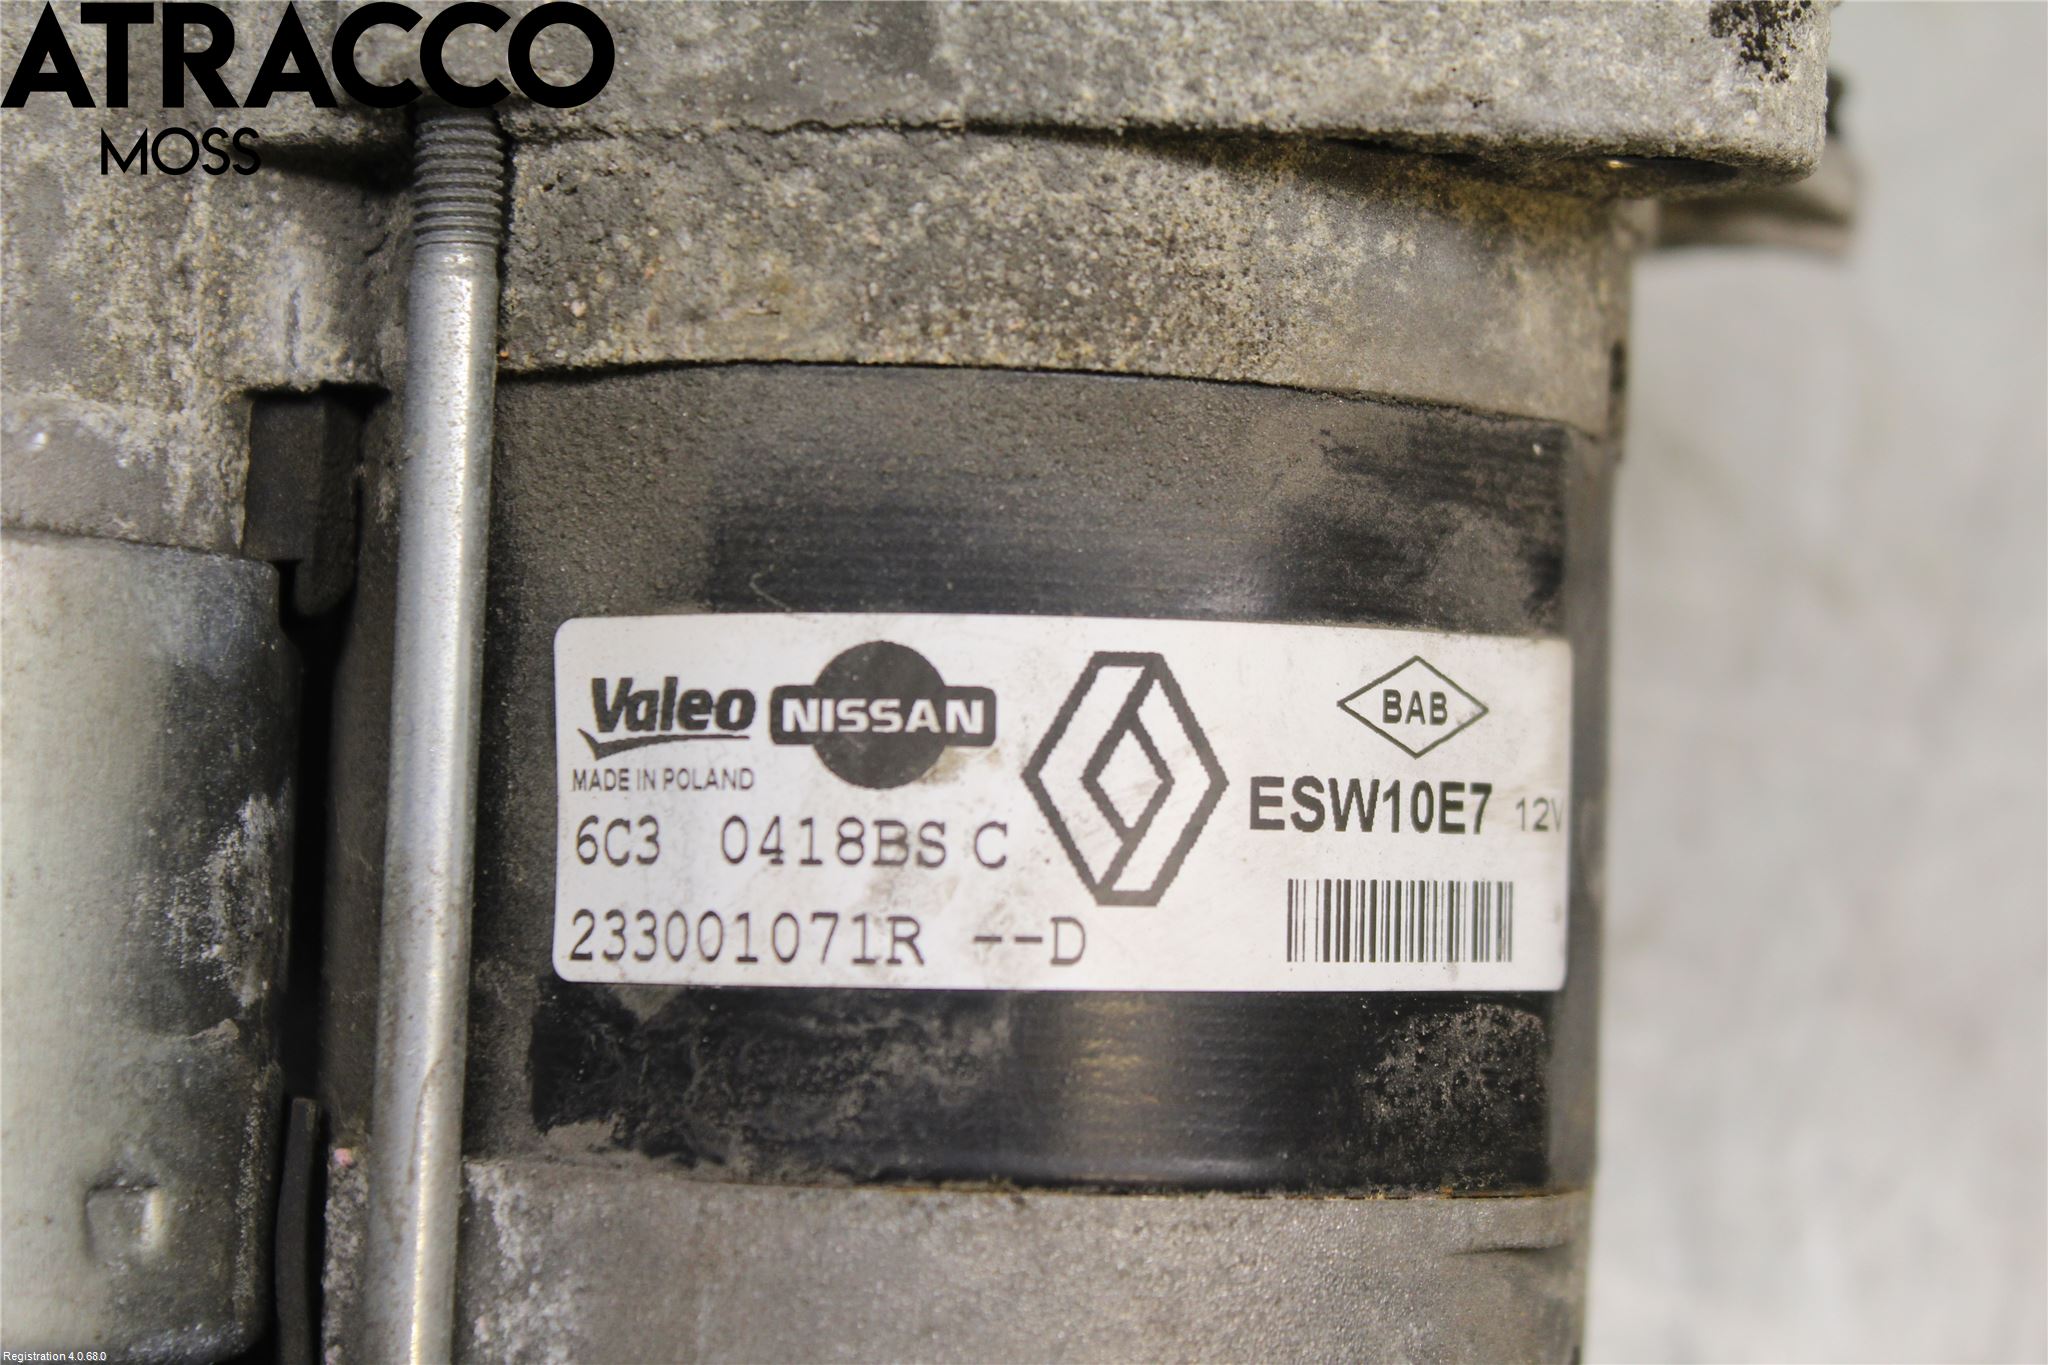 ATRACCO
MOSS
Valeo NISSAN BAB
MADE IN POLAND
ESW10E7 12V
6C3 0418BS C
233001071R --D
Registration 4.0.68.0